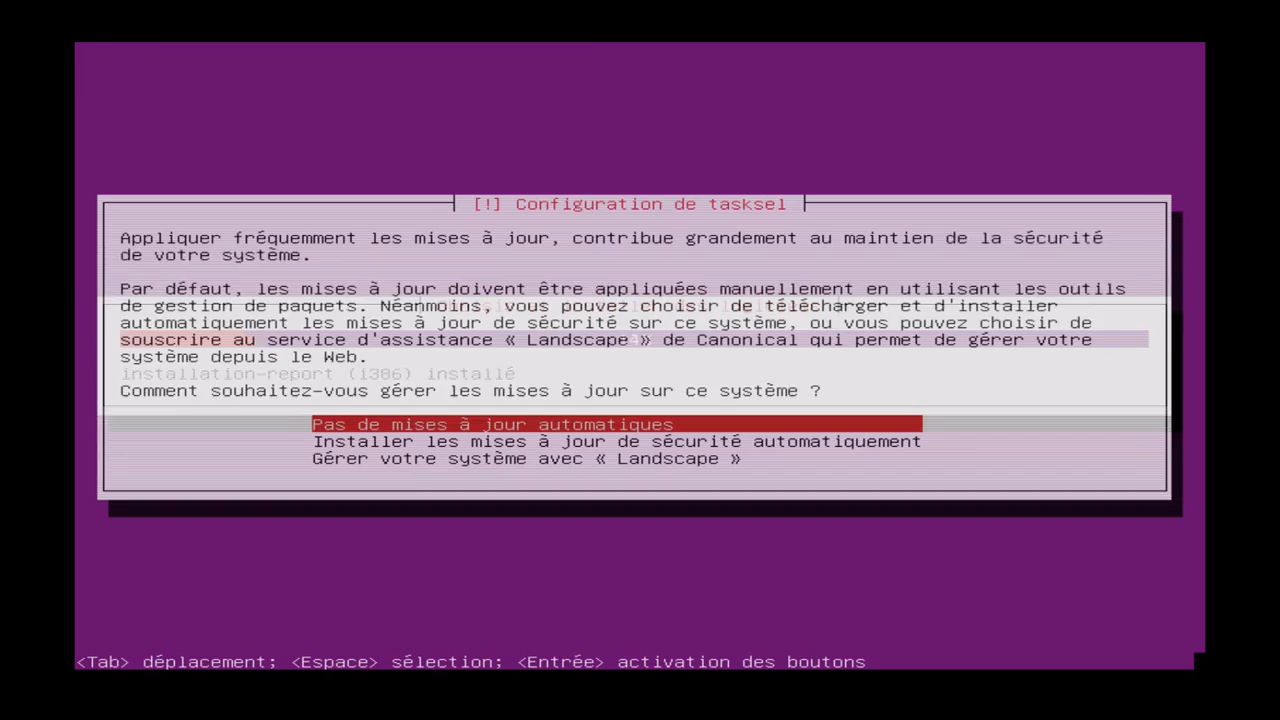 [!] Configuration de tasksel
Appliquer fréquemment les mises à jour, contribue grandement au maintien de la sécurité
de votre système.
Par défaut, les mises à jour doivent être appliquées manuellement en utilisant les outils
de gestion de paquets. Néanmoins, vous pouvez choisir de télécharger et d'installer
automatiquement les mises à jour de sécurité sur ce système, ou vous pouvez choisir de
souscrire au service d'assistance « Landscape » de Canonical qui permet de gérer votre
système depuis le Web.
installation-report (i386) installé
Comment souhaitez-vous gérer les mises à jour sur ce système ?
Pas de mises à jour automatiques
Installer les mises à jour de sécurité automatiquement
Gérer votre système avec « Landscape »
<Tab> déplacement; <Espace> sélection; <Entrée> activation des boutons